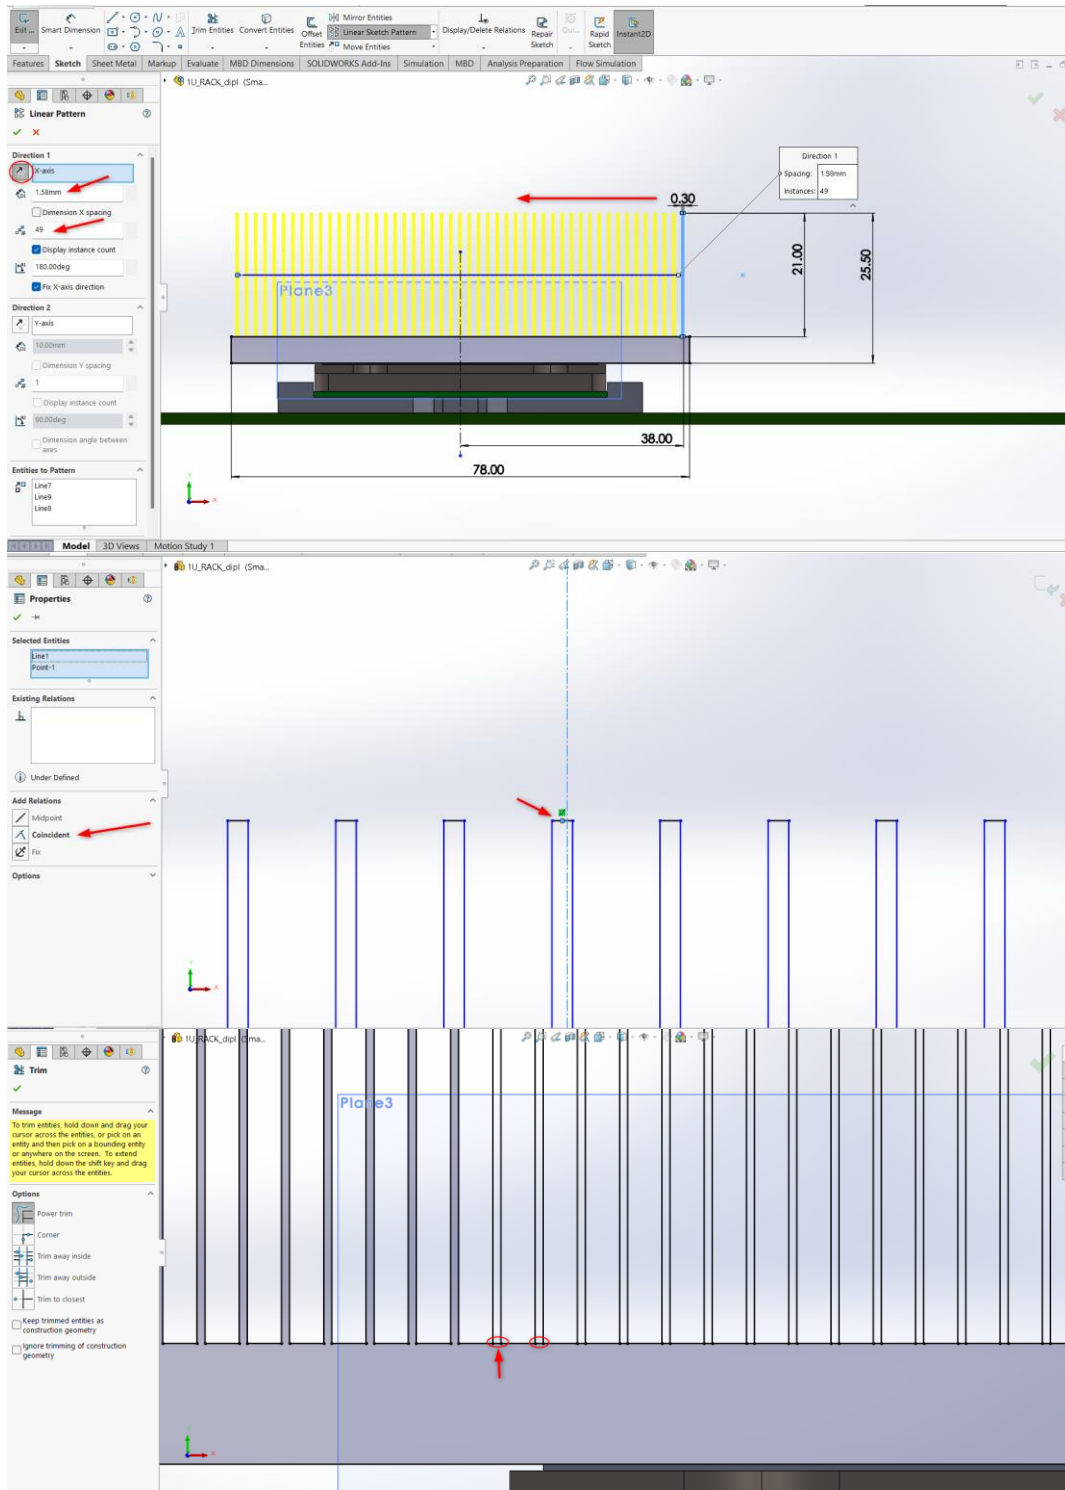 Mirror Entities
Exit ...
Smart Dimension
Trim Entities
Convert Entities
Offset
Entities
Linear Sketch Pattern
Move Entities
Display/Delete Relations
Repair
Sketch
Qui...
Rapid
Sketch
Instant2D
Features
Sketch
Sheet Metal
Markup
Evaluate
MBD Dimensions
SOLIDWORKS Add-Ins
Simulation
MBD
Analysis Preparation
Flow Simulation
1U_RACK_dipl (Sma...
Linear Pattern
Direction 1
X-axis
1.58mm
Dimension X spacing
49
Display instance count
180.00deg
Fix X-axis direction
Direction 2
Y-axis
10.00mm
Dimension Y spacing
1
Display instance count
90.00deg
Dimension angle between
axes
Entities to Pattern
Line7
Line9
Line8
Direction 1
Spacing: 1.58mm
Instances: 49
0.30
21.00
25.50
Plane3
38.00
78.00
Y
X
Model
3D Views
Motion Study 1
1U_RACK_dipl (Sma...
Properties
Selected Entities
Line1
Point-1
Existing Relations
Under Defined
Add Relations
Midpoint
Coincident
Fix
Options
X
1U_RACK_dipl (Sma...
Trim
Message
To trim entities, hold down and drag your
cursor across the entities, or pick on an
entity and then pick on a bounding entity
or anywhere on the screen. To extend
entities, hold down the shift key and drag
your cursor across the entities.
Options
Power trim
Corner
Trim away inside
Trim away outside
Trim to closest
Keep trimmed entities as
construction geometry
Ignore trimming of construction
geometry
Plane3
X